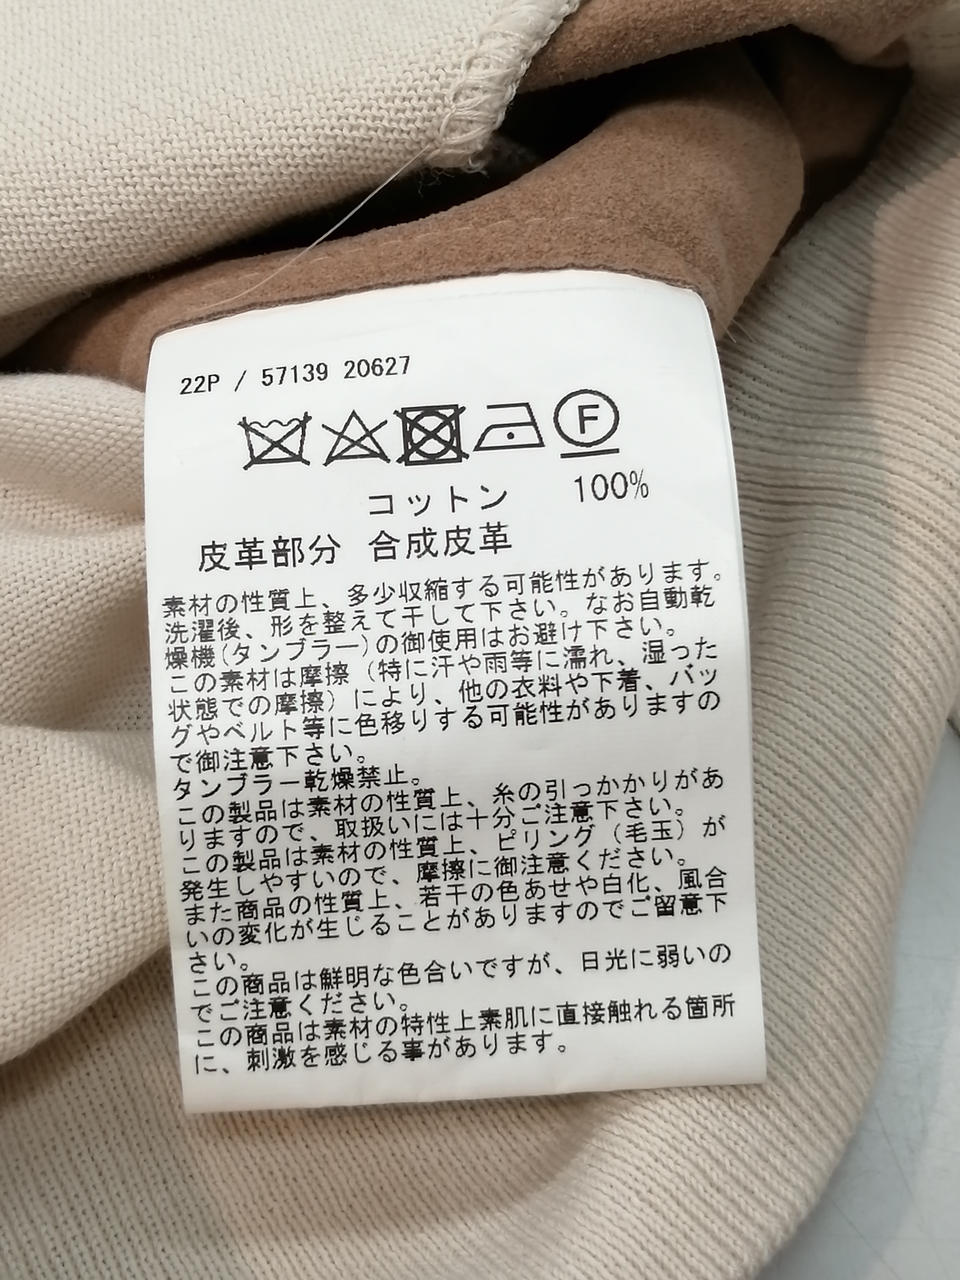 22P / 57139 20627
F
コットン 100%
皮革部分 合成皮革
素材の性質上、多少収縮する可能性があります。
洗濯後、形を整えて干して下さい。なお自動乾
燥機(タンブラー)の御使用はお避け下さい。
この素材は摩擦（特に汗や雨等に濡れ、湿った
状態での摩擦）により、他の衣料や下着、バッ
グやベルト等に色移りする可能性がありますの
で御注意下さい。
タンブラー乾燥禁止。
この製品は素材の性質上、糸の引っかかりがあ
りますので、取扱いには十分ご注意下さい。
この製品は素材の性質上、ピリング（毛玉）が
発生しやすいので、摩擦に御注意ください。
また商品の性質上、若干の色あせや白化、風合
いの変化が生じることがありますのでご留意下
さい。
この商品は鮮明な色合いですが、日光に弱いの
でご注意ください。
この商品は素材の特性上素肌に直接触れる箇所
に、刺激を感じる事があります。